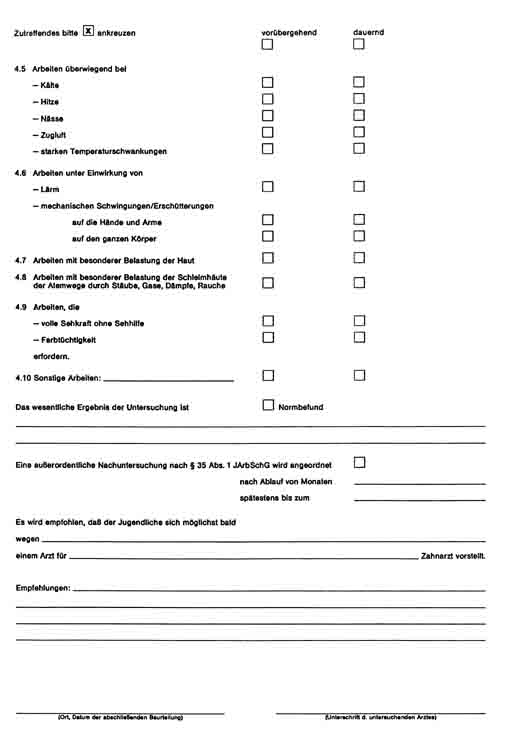 Zutreffendes bitte x ankreuzen vorübergehend dauernd
4.5 Arbeiten überwiegend bei
– Kälte
– Hitze
– Nässe
– Zugluft
– starken Temperaturschwankungen
4.6 Arbeiten unter Einwirkung von
– Lärm
– mechanischen Schwingungen/Erschütterungen
auf die Hände und Arme
auf den ganzen Körper
4.7 Arbeiten mit besonderer Belastung der Haut
4.8 Arbeiten mit besonderer Belastung der Schleimhäute
der Atemwege durch Stäube, Gase, Dämpfe, Rauche
4.9 Arbeiten, die
– volle Sehkraft ohne Sehhilfe
– Farbtüchtigkeit
erfordern.
4.10 Sonstige Arbeiten:
Das wesentliche Ergebnis der Untersuchung ist Normbefund
Eine außerordentliche Nachuntersuchung nach § 35 Abs. 1 JArbSchG wird angeordnet
nach Ablauf von Monaten
spätestens bis zum
Es wird empfohlen, daß der Jugendliche sich möglichst bald
wegen
einem Arzt für Zahnarzt vorstellt.
Empfehlungen:
(Ort, Datum der abschließenden Beurteilung) (Unterschrift d. untersuchenden Arztes)